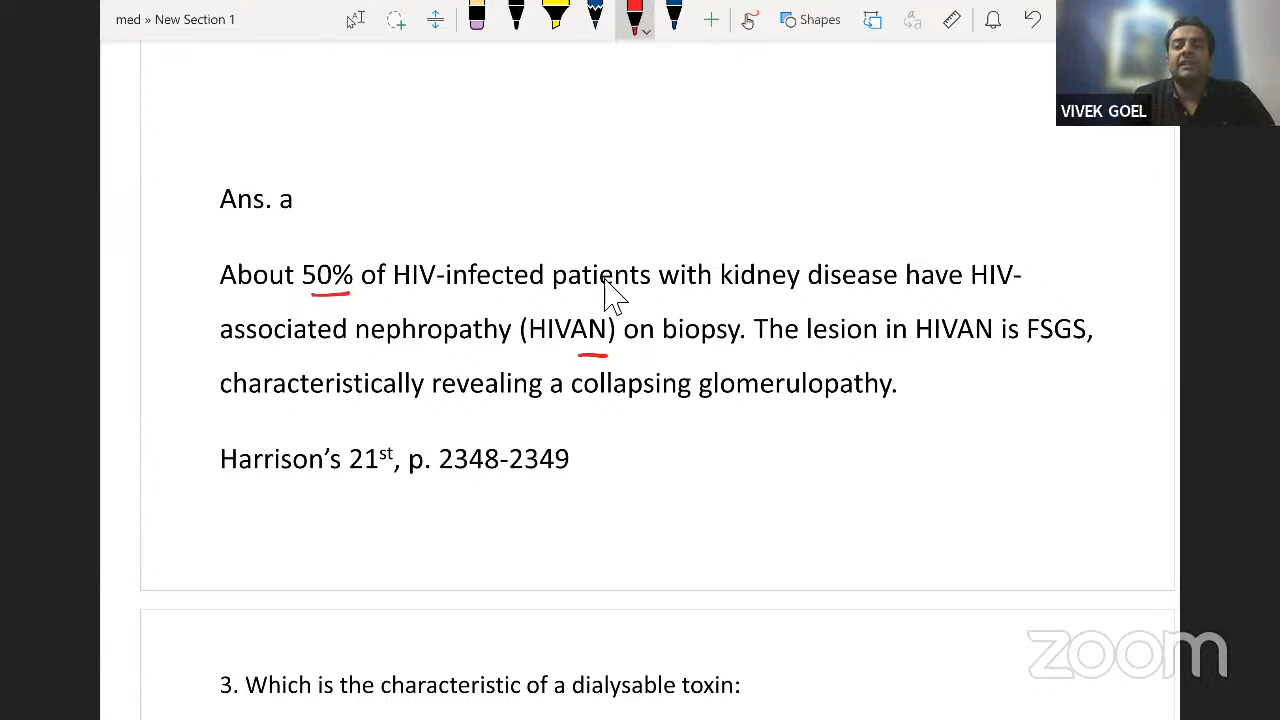 med » New Section 1
Shapes
VIVEK GOEL
Ans. a
About 50% of HIV-infected patients with kidney disease have HIV-
associated nephropathy (HIVAN) on biopsy. The lesion in HIVAN is FSGS,
characteristically revealing a collapsing glomerulopathy.
Harrison’s 21st, p. 2348-2349
zoom
3. Which is the characteristic of a dialysable toxin: